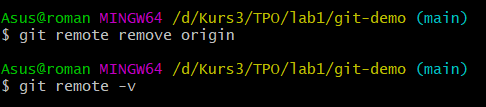 Asus@roman MINGW64 /d/Kurs3/TPO/lab1/git-demo (main)
$ git remote remove origin
Asus@roman MINGW64 /d/Kurs3/TPO/lab1/git-demo (main)
$ git remote -v